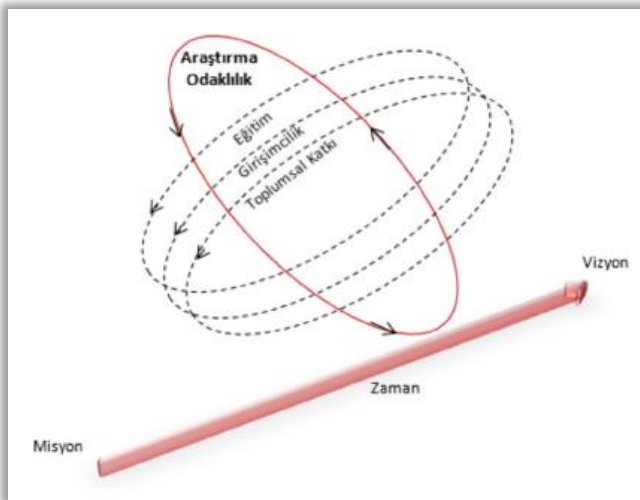 Araştırma
Odaklılık
Eğitim
Girişimcilik
Toplumsal Katkı
Vizyon
Zaman
Misyon